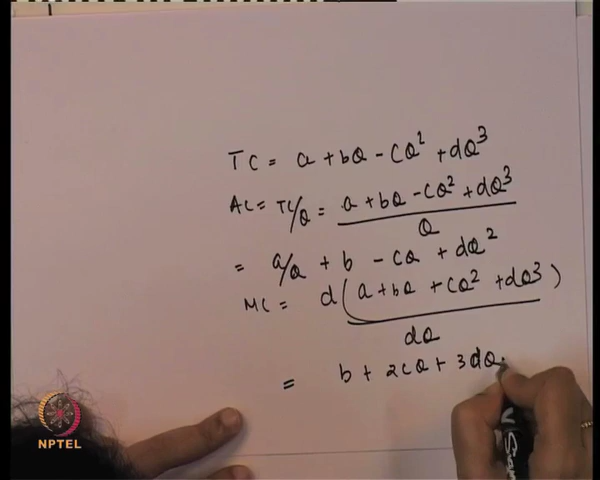 TC = a + bQ - CQ² + dQ³
AC = TC/Q = a + bQ - CQ² + dQ³
Q
= a/Q + b - CQ + dQ²
MC = d(a + bQ + CQ² + dQ³)
dQ
= b + 2CQ + 3dQ
NPTEL